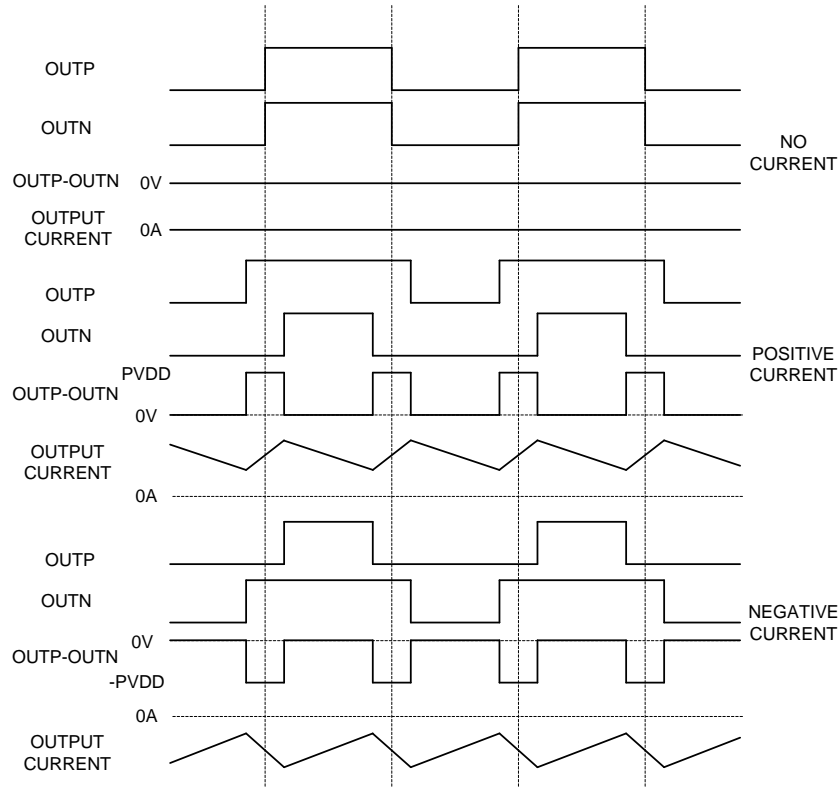 OUTP
OUTN
NO
CURRENT
OUTP-OUTN 0V
OUTPUT
CURRENT 0A
OUTP
OUTN
POSITIVE
CURRENT
PVDD
OUTP-OUTN
0V
OUTPUT
CURRENT
0A
OUTP
OUTN
NEGATIVE
CURRENT
0V
OUTP-OUTN
-PVDD
0A
OUTPUT
CURRENT